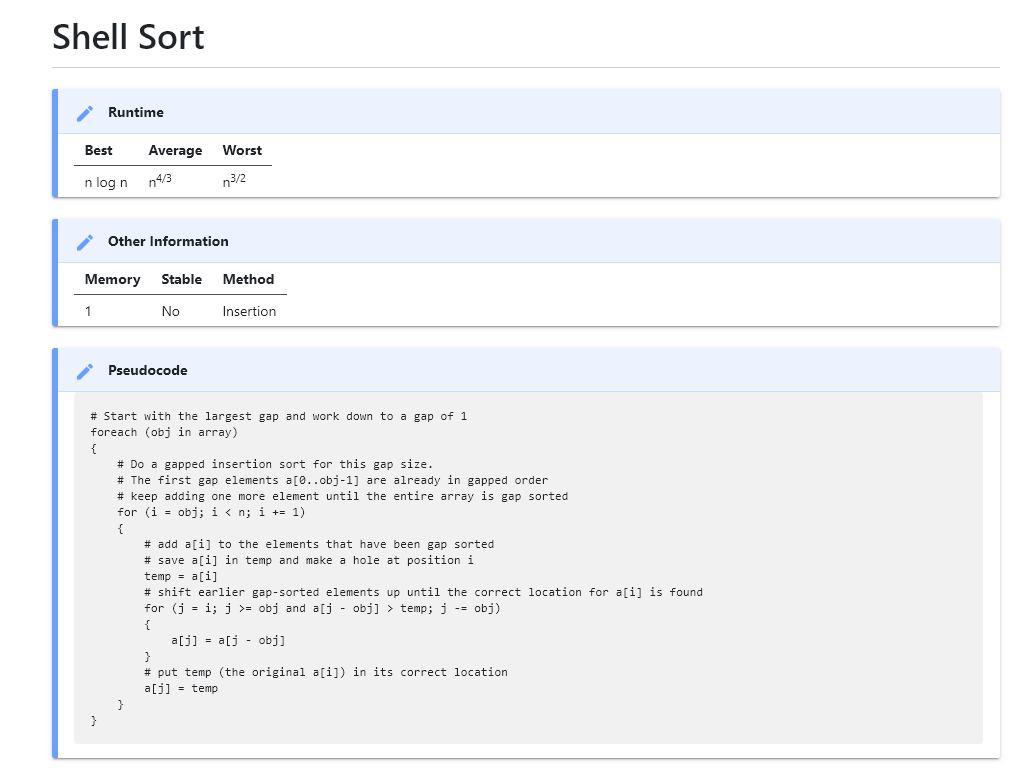 Shell Sort
Runtime
Best Average Worst
n log n n^4/3 n^3/2
Other Information
Memory Stable Method
1 No Insertion
Pseudocode
# Start with the largest gap and work down to a gap of 1
foreach (obj in array)
{
    # Do a gapped insertion sort for this gap size.
    # The first gap elements a[0..obj-1] are already in gapped order
    # keep adding one more element until the entire array is gap sorted
    for (i = obj; i < n; i += 1)
    {
        # add a[i] to the elements that have been gap sorted
        # save a[i] in temp and make a hole at position i
        temp = a[i]
        # shift earlier gap-sorted elements up until the correct location for a[i] is found
        for (j = i; j >= obj and a[j - obj] > temp; j -= obj)
        {
            a[j] = a[j - obj]
        }
        # put temp (the original a[i]) in its correct location
        a[j] = temp
    }
}